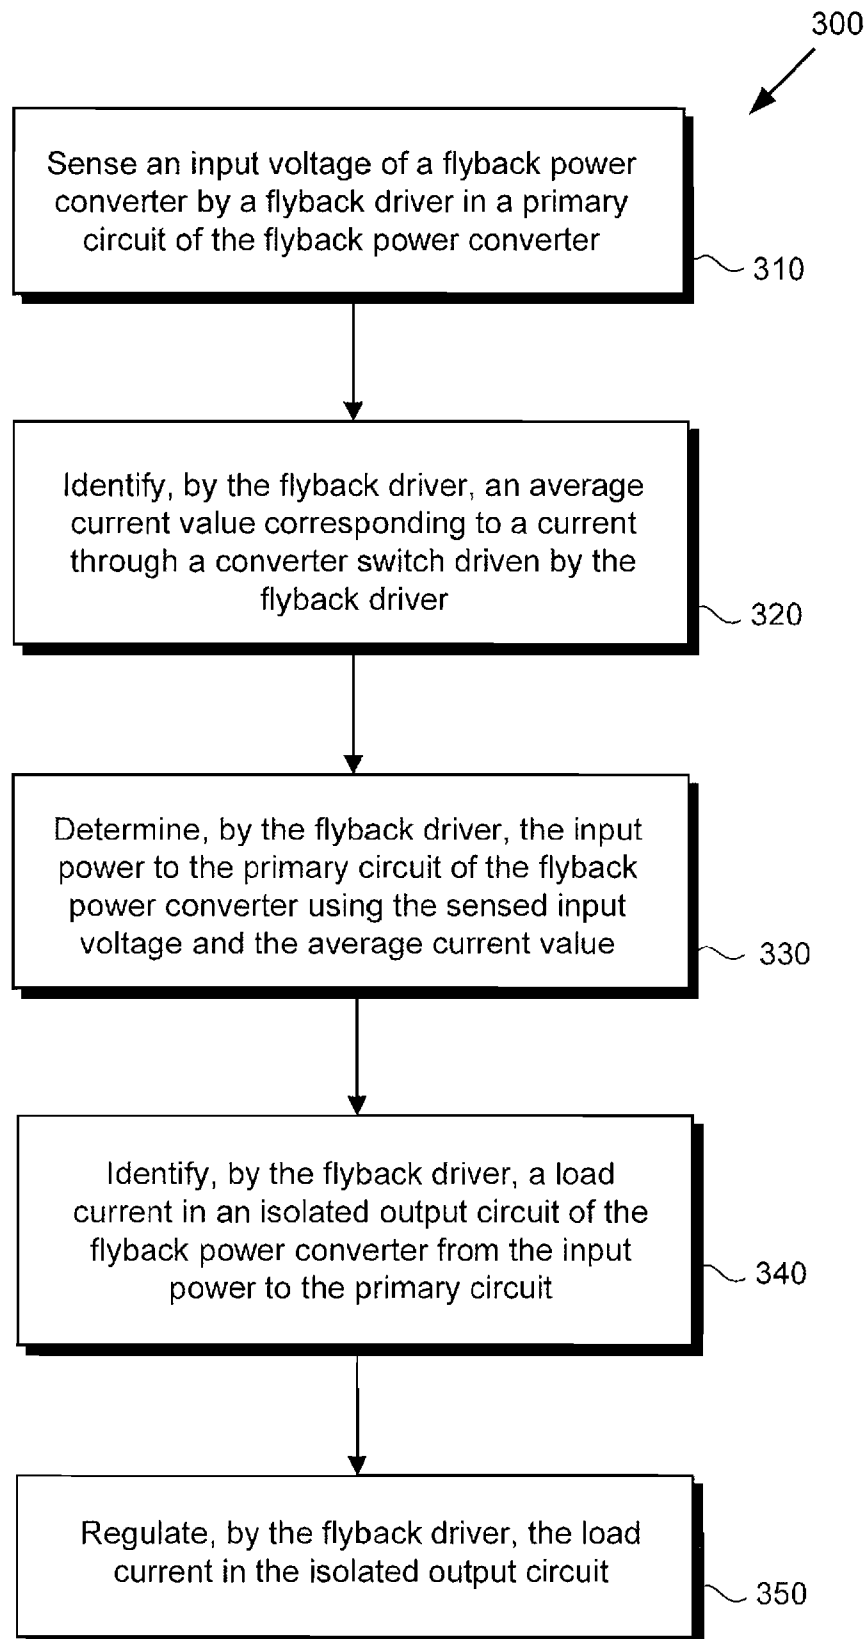 300
Sense an input voltage of a flyback power
converter by a flyback driver in a primary
circuit of the flyback power converter
310
Identify, by the flyback driver, an average
current value corresponding to a current
through a converter switch driven by the
flyback driver
320
Determine, by the flyback driver, the input
power to the primary circuit of the flyback
power converter using the sensed input
voltage and the average current value
330
Identify, by the flyback driver, a load
current in an isolated output circuit of the
flyback power converter from the input
power to the primary circuit
340
Regulate, by the flyback driver, the load
current in the isolated output circuit
350